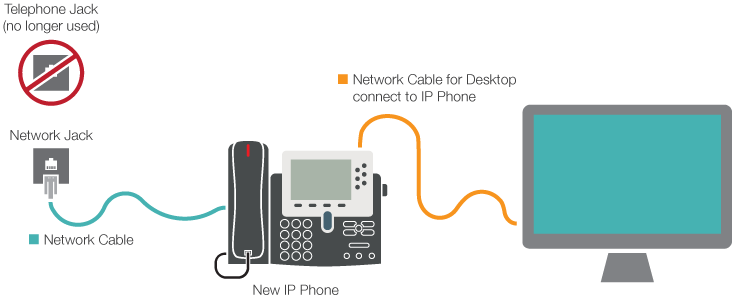 Telephone Jack
(no longer used)
Network Jack
Network Cable for Desktop
connect to IP Phone
Network Cable
New IP Phone